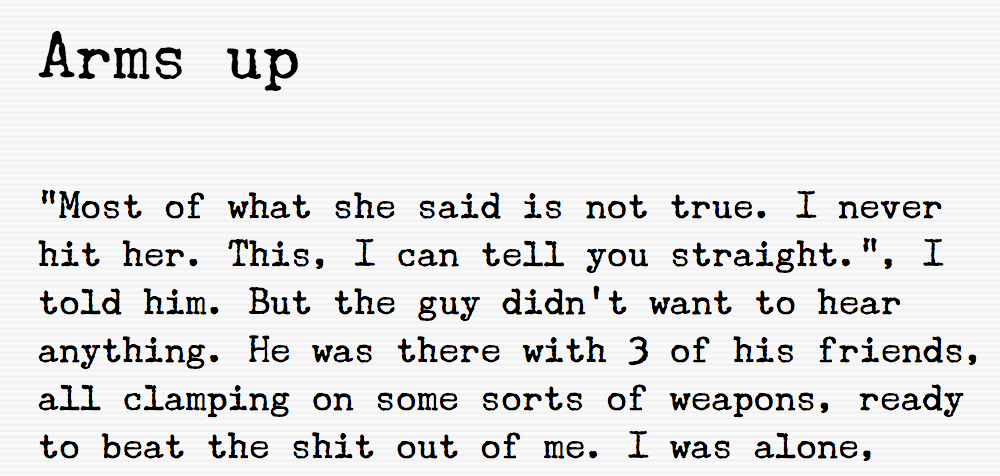 Arms up
"Most of what she said is not true. I never
hit her. This, I can tell you straight.", I
told him. But the guy didn't want to hear
anything. He was there with 3 of his friends,
all clamping on some sorts of weapons, ready
to beat the shit out of me. I was alone,